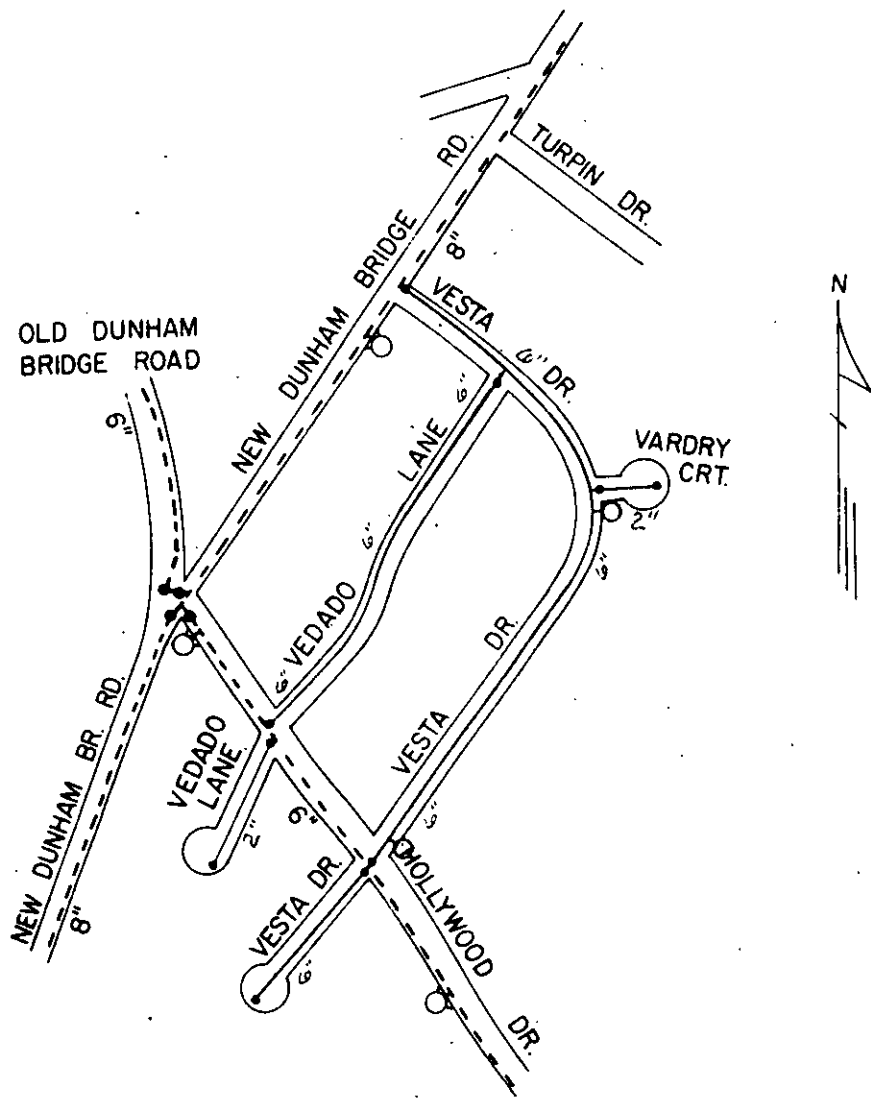 TURPIN DR.
NEW DUNHAM BRIDGE RD.
8"
VESTA DR.
6"
N
OLD DUNHAM
BRIDGE ROAD
6"
VEDADO LANE
6"
6"
6"
VARDRY
CRT.
2"
6"
VESTA DR.
6"
NEW DUNHAM BR. RD.
8"
VEDADO
LANE
2"
6"
VESTA DR.
6"
HOLLYWOOD DR.